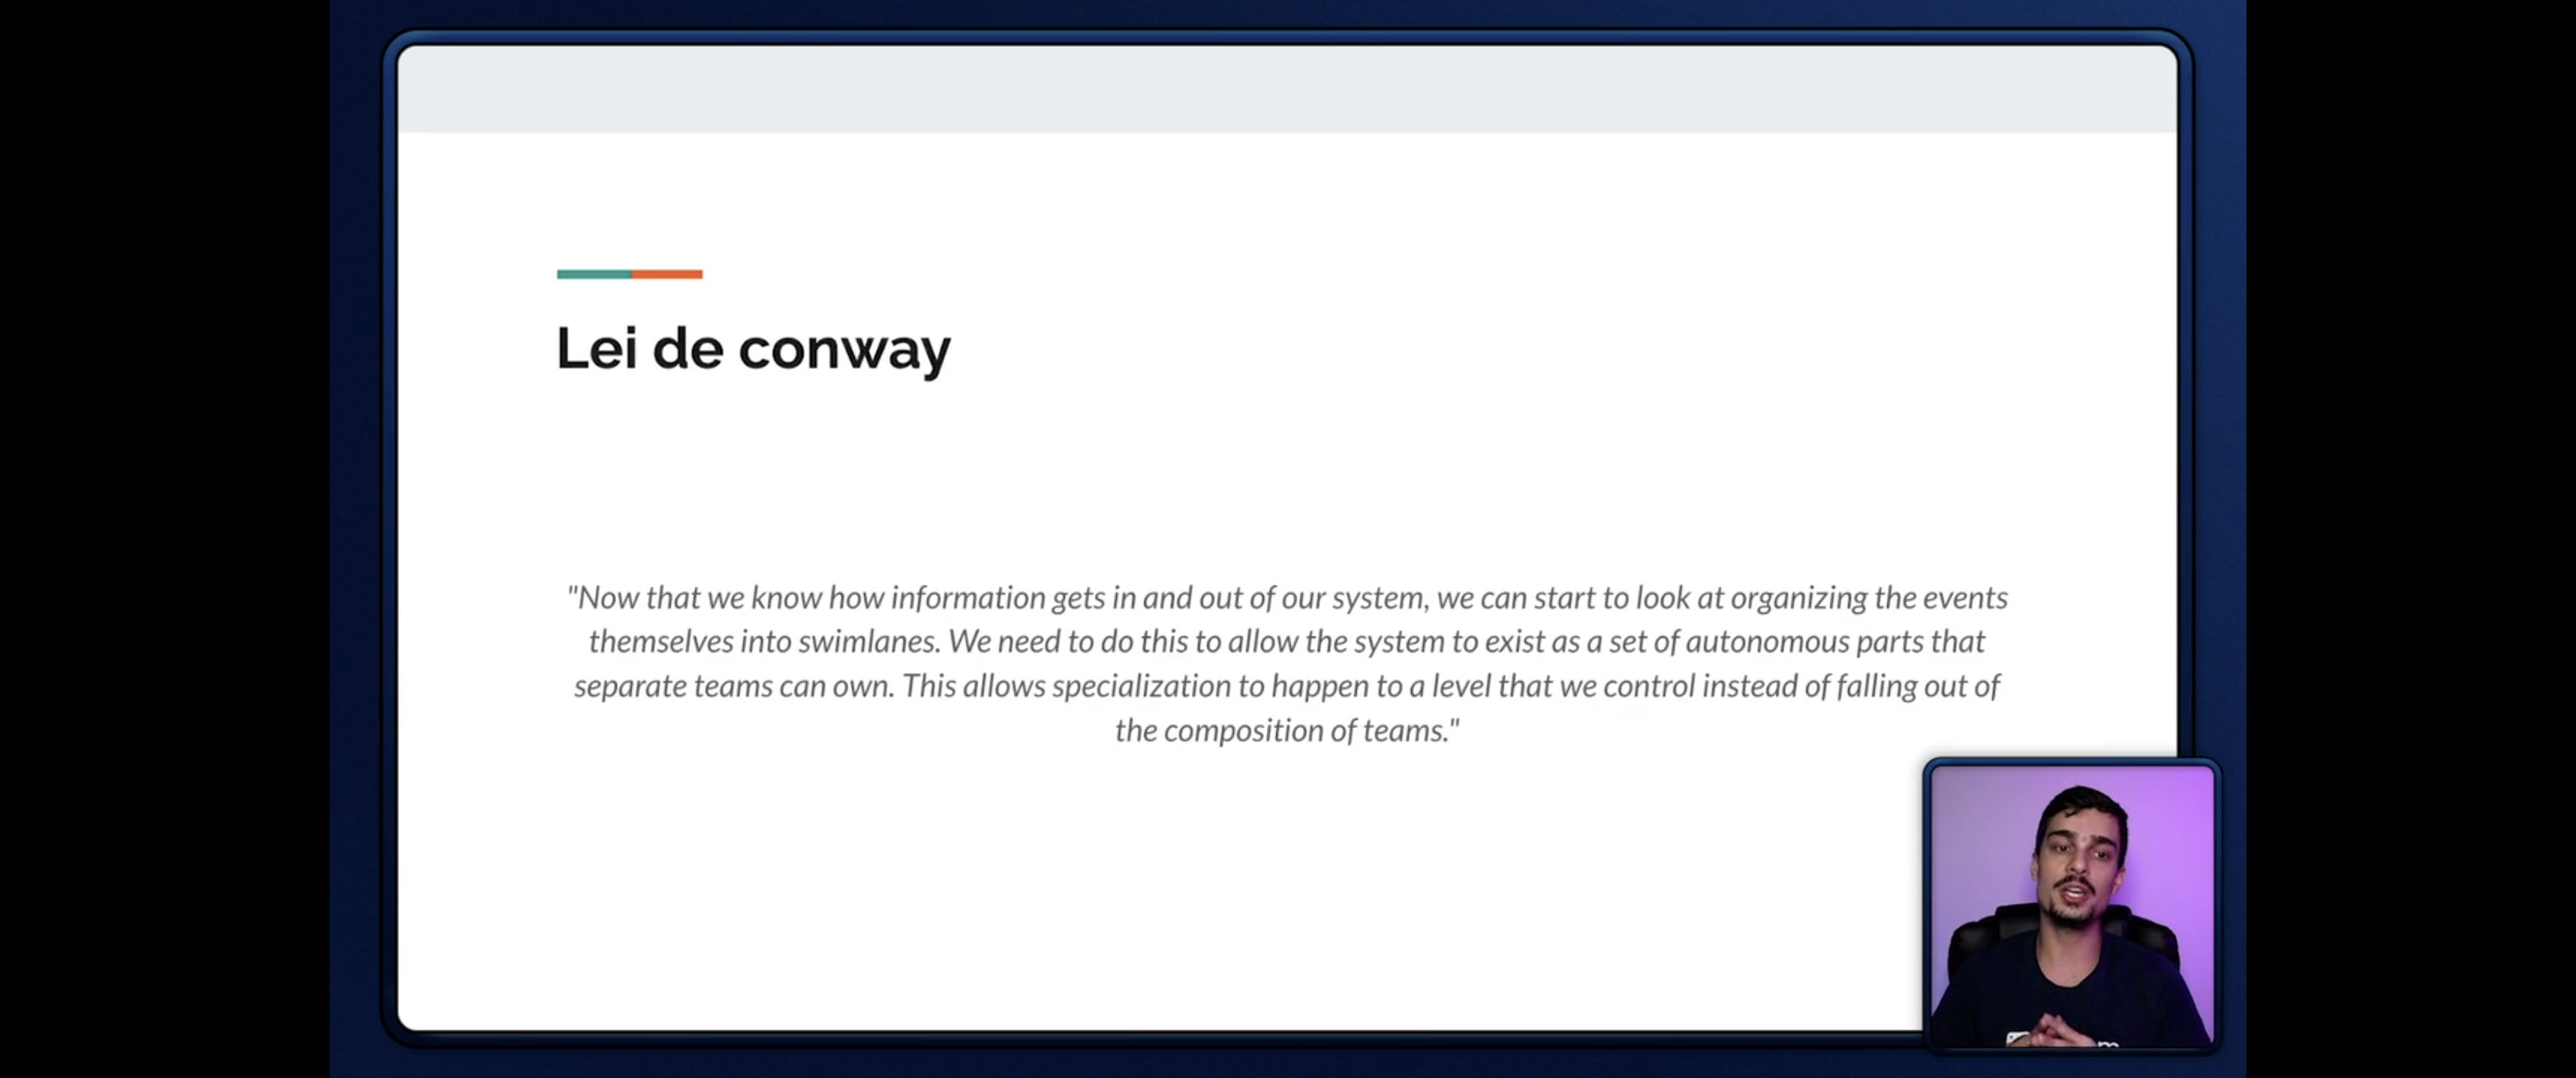 Lei de conway
"Now that we know how information gets in and out of our system, we can start to look at organizing the events
themselves into swimlanes. We need to do this to allow the system to exist as a set of autonomous parts that
separate teams can own. This allows specialization to happen to a level that we control instead of falling out of
the composition of teams."